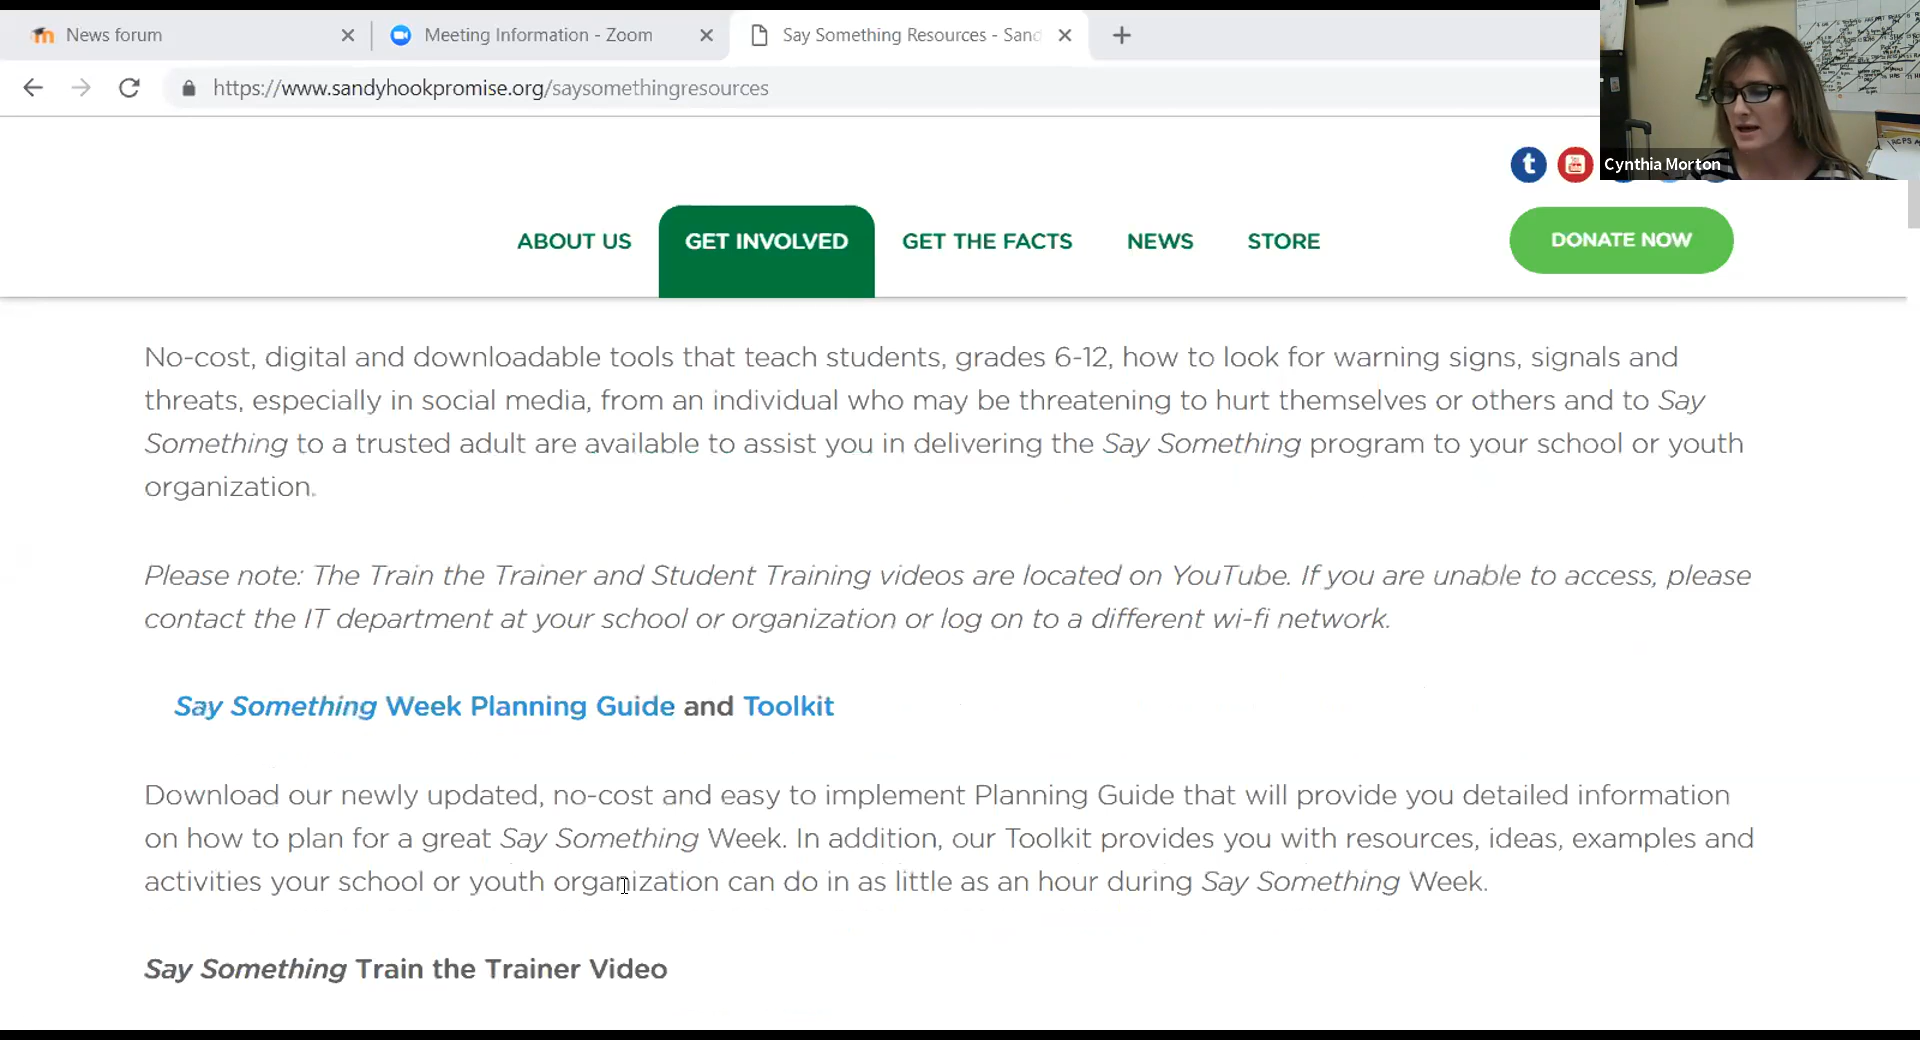 News forum
Meeting Information - Zoom
Say Something Resources - Sand
https://www.sandyhookpromise.org/saysomethingresources
Cynthia Morton
ABOUT US
GET INVOLVED
GET THE FACTS
NEWS
STORE
DONATE NOW
No-cost, digital and downloadable tools that teach students, grades 6-12, how to look for warning signs, signals and
threats, especially in social media, from an individual who may be threatening to hurt themselves or others and to Say
Something to a trusted adult are available to assist you in delivering the Say Something program to your school or youth
organization.
Please note: The Train the Trainer and Student Training videos are located on YouTube. If you are unable to access, please
contact the IT department at your school or organization or log on to a different wi-fi network.
Say Something Week Planning Guide and Toolkit
Download our newly updated, no-cost and easy to implement Planning Guide that will provide you detailed information
on how to plan for a great Say Something Week. In addition, our Toolkit provides you with resources, ideas, examples and
activities your school or youth organization can do in as little as an hour during Say Something Week.
Say Something Train the Trainer Video